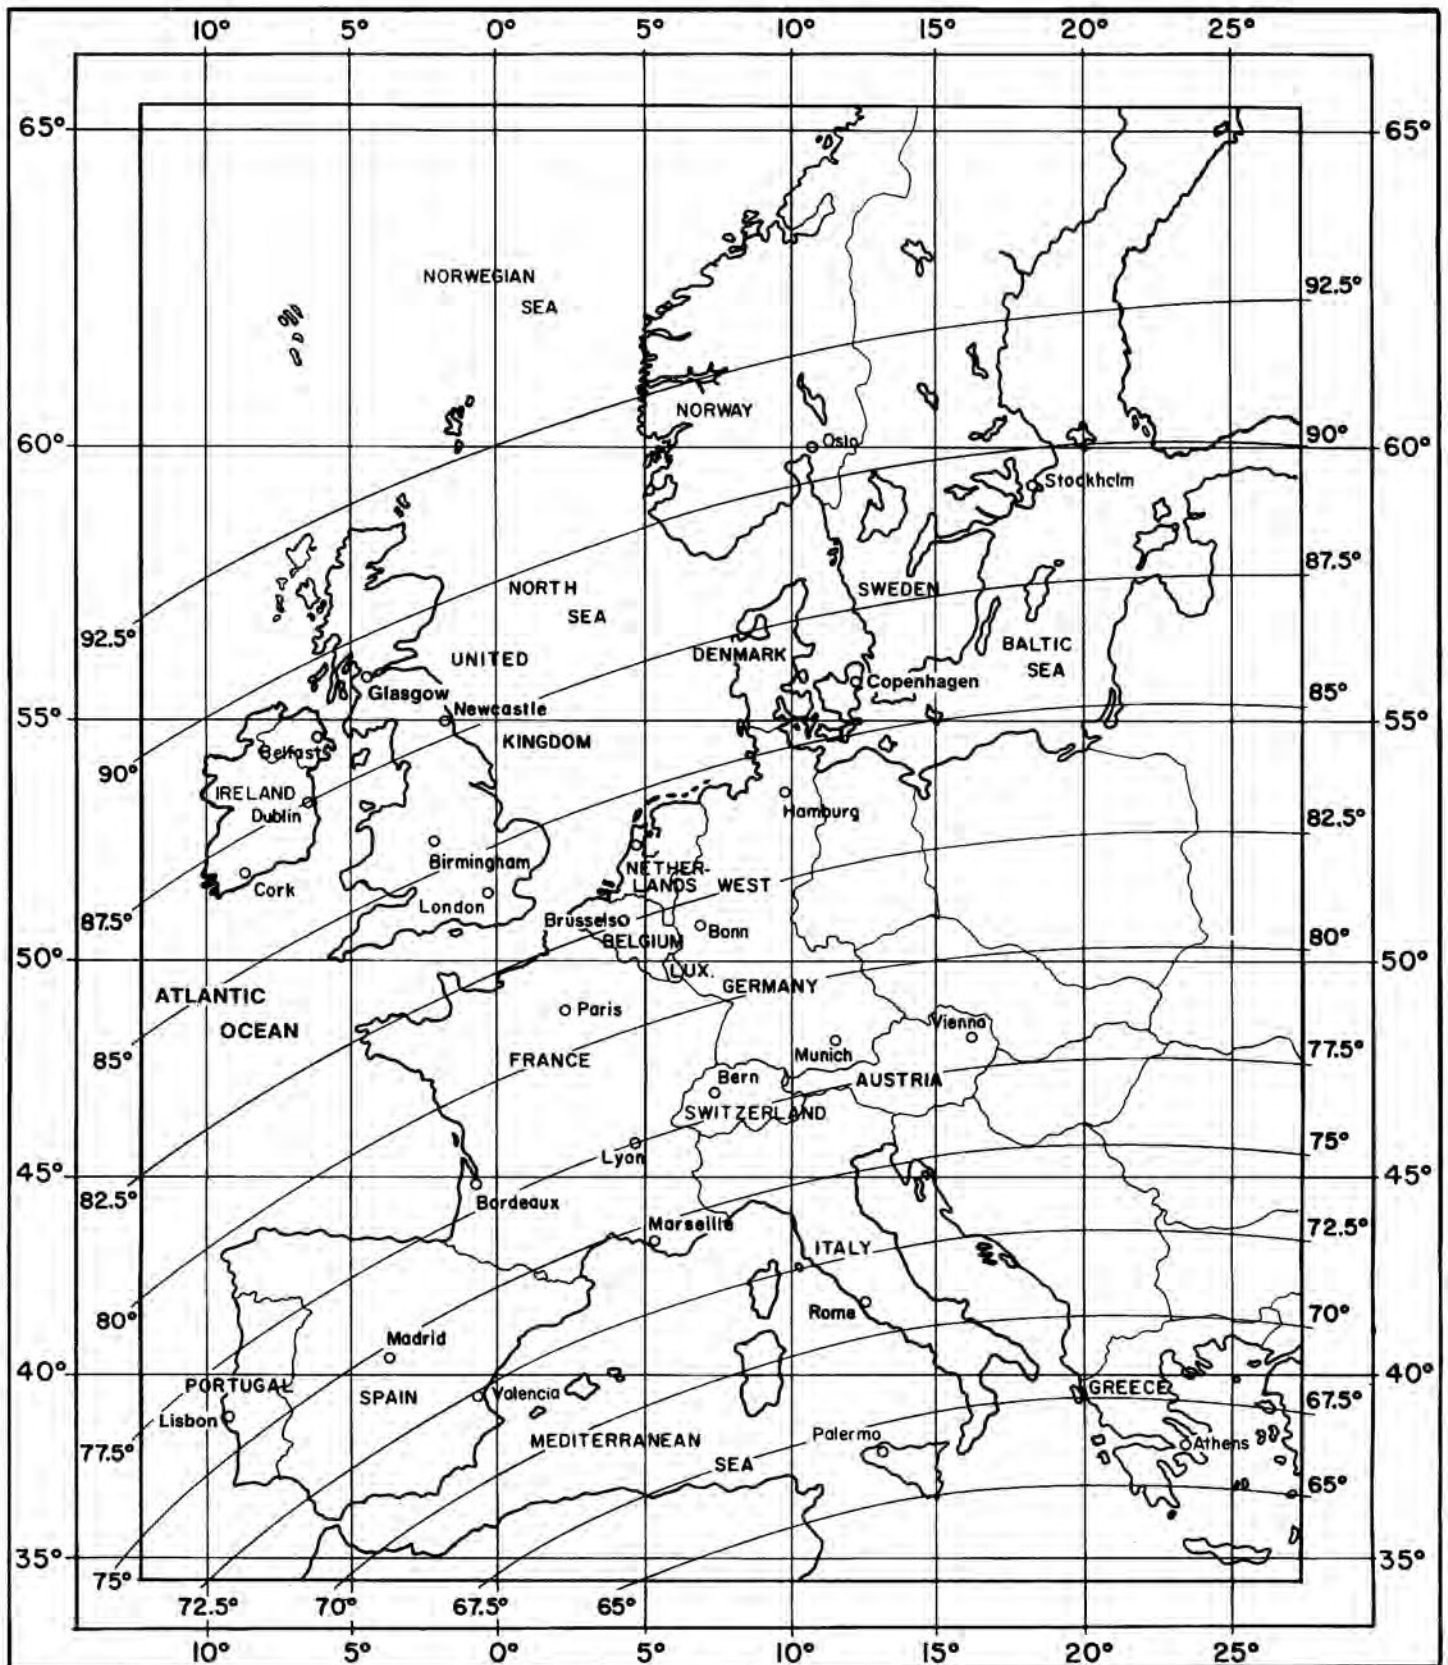 10° 5° 0° 5° 10° 15° 20° 25°
65° 65°
NORWEGIAN
SEA
92.5°
NORWAY
60° Oslo 90° 60°
Stockholm
87.5°
NORTH SWEDEN
SEA
92.5° BALTIC
UNITED DENMARK SEA
Glasgow Copenhagen 85°
Newcastle
55° 55°
KINGDOM
Belfast
90°
IRELAND
Dublin Hamburg 82.5°
Birmingham
NETHER-
LANDS WEST
Cork
London
87.5° Brussels Bonn
BELGIUM 80°
50° 50°
LUX.
GERMANY
ATLANTIC
OCEAN Paris Vienna
77.5°
85° FRANCE Munich
Bern AUSTRIA
SWITZERLAND
75°
Lyon
45° 45°
82.5° Bordeaux
Marseille 72.5°
ITALY
80° Rome 70°
Madrid
40° 40°
PORTUGAL SPAIN Valencia GREECE 67.5°
Lisbon
77.5° MEDITERRANEAN Palermo Athens
SEA
65°
35° 35°
75°
72.5° 70° 67.5° 65°
10° 5° 0° 5° 10° 15° 20° 25°